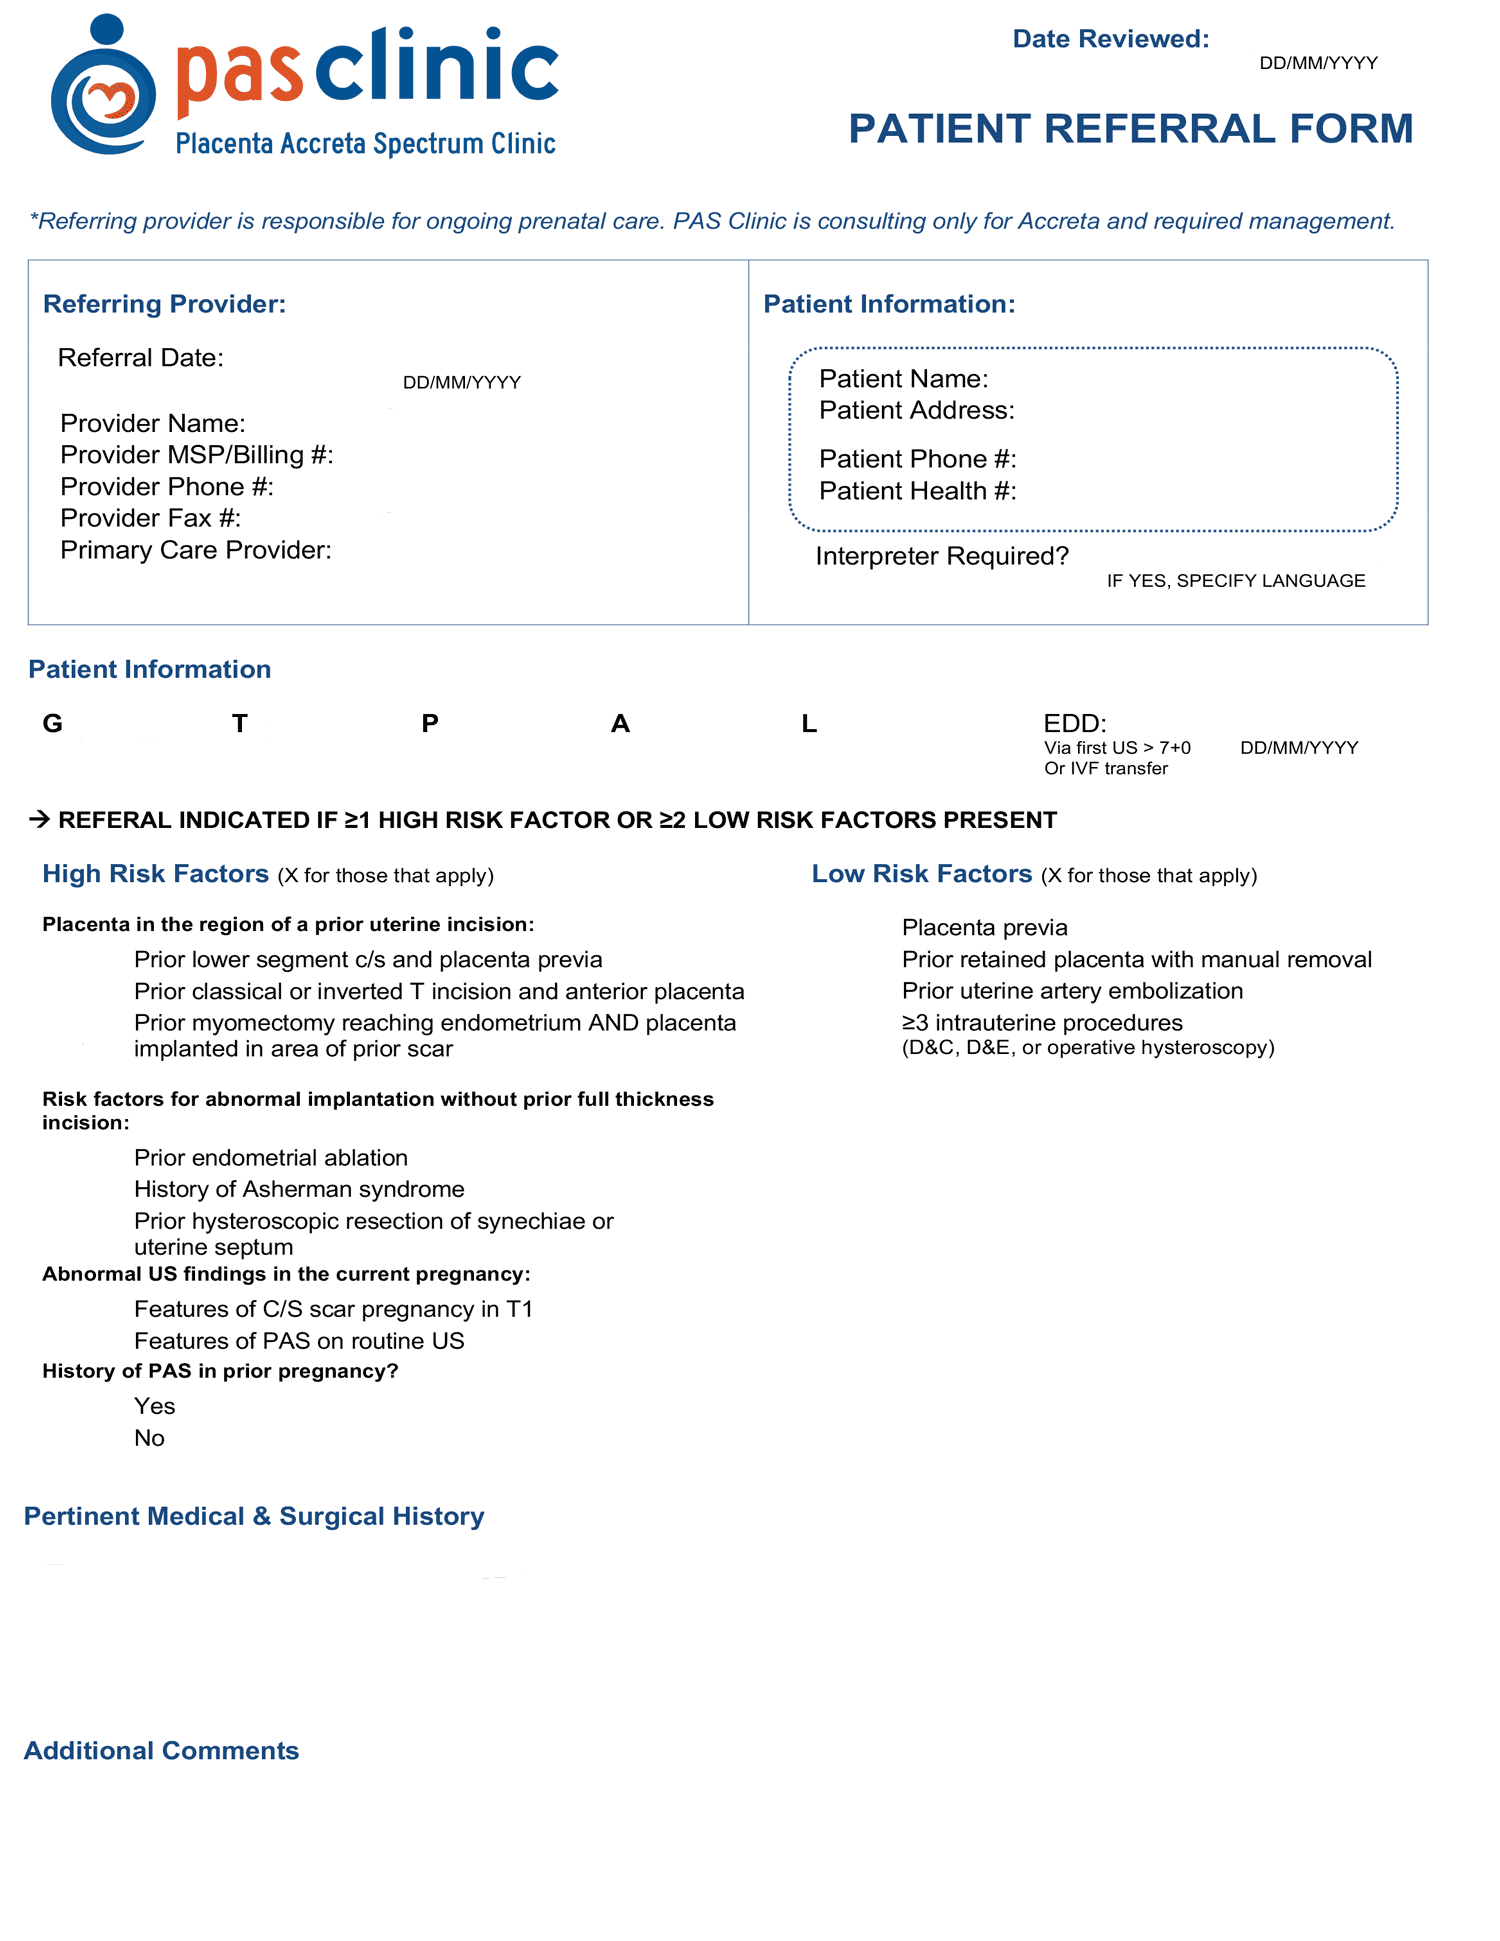 pasclinic
Placenta Accreta Spectrum Clinic
Date Reviewed:
DD/MM/YYYY
PATIENT REFERRAL FORM
*Referring provider is responsible for ongoing prenatal care. PAS Clinic is consulting only for Accreta and required management.
Referring Provider:
Referral Date:
DD/MM/YYYY
Provider Name:
Provider MSP/Billing #:
Provider Phone #:
Provider Fax #:
Primary Care Provider:
Patient Information:
Patient Name:
Patient Address:
Patient Phone #:
Patient Health #:
Interpreter Required?
IF YES, SPECIFY LANGUAGE
Patient Information
G T P A L EDD:
Via first US > 7+0 DD/MM/YYYY
Or IVF transfer
→ REFERAL INDICATED IF ≥1 HIGH RISK FACTOR OR ≥2 LOW RISK FACTORS PRESENT
High Risk Factors (X for those that apply)
Placenta in the region of a prior uterine incision:
Prior lower segment c/s and placenta previa
Prior classical or inverted T incision and anterior placenta
Prior myomectomy reaching endometrium AND placenta
implanted in area of prior scar
Risk factors for abnormal implantation without prior full thickness
incision:
Prior endometrial ablation
History of Asherman syndrome
Prior hysteroscopic resection of synechiae or
uterine septum
Abnormal US findings in the current pregnancy:
Features of C/S scar pregnancy in T1
Features of PAS on routine US
History of PAS in prior pregnancy?
Yes
No
Low Risk Factors (X for those that apply)
Placenta previa
Prior retained placenta with manual removal
Prior uterine artery embolization
≥3 intrauterine procedures
(D&C, D&E, or operative hysteroscopy)
Pertinent Medical & Surgical History
Additional Comments